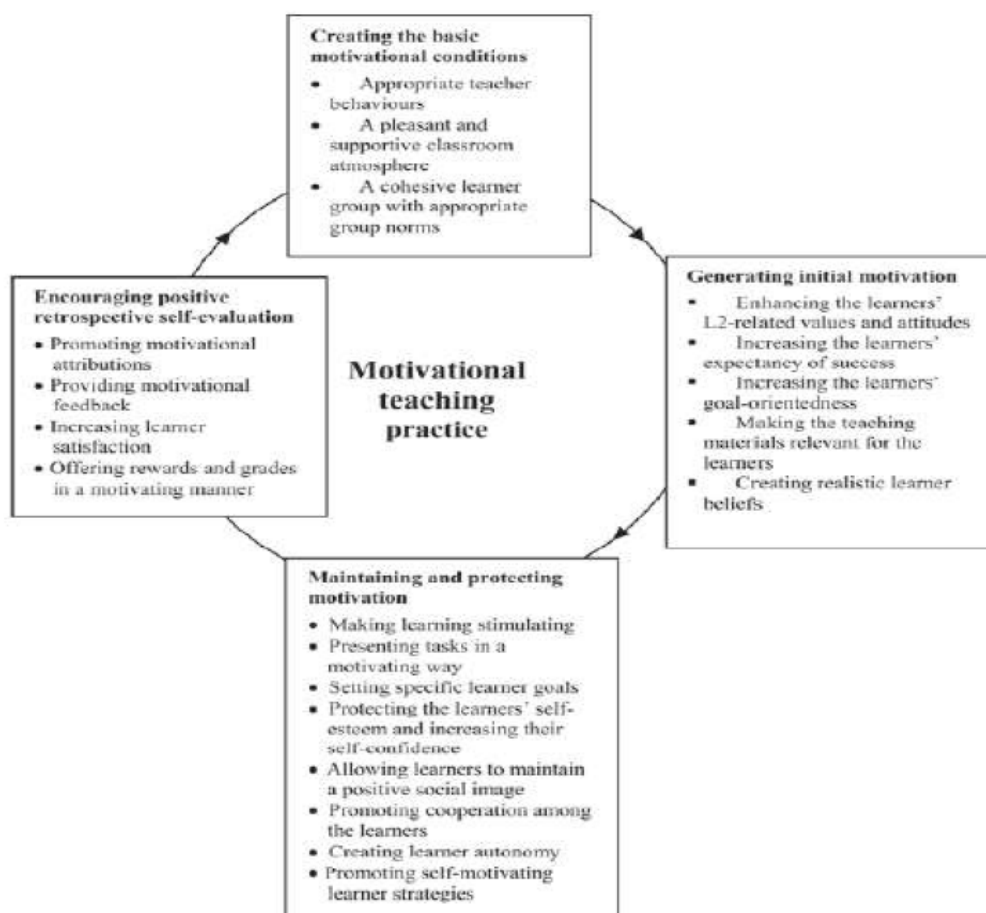 Creating the basic
motivational conditions
• Appropriate teacher
behaviours
• A pleasant and
supportive classroom
atmosphere
• A cohesive learner
group with appropriate
group norms
Generating initial motivation
▪ Enhancing the learners'
L2-related values and attitudes
▪ Increasing the learners'
expectancy of success
▪ Increasing the learners'
goal-orientedness
▪ Making the teaching
materials relevant for the
learners
▪ Creating realistic learner
beliefs
Encouraging positive
retrospective self-evaluation
• Promoting motivational
attributions
• Providing motivational
feedback
• Increasing learner
satisfaction
• Offering rewards and grades
in a motivating manner
Motivational
teaching
practice
Maintaining and protecting
motivation
• Making learning stimulating
• Presenting tasks in a
motivating way
• Setting specific learner goals
• Protecting the learners' self-
esteem and increasing their
self-confidence
• Allowing learners to maintain
a positive social image
• Promoting cooperation among
the learners
• Creating learner autonomy
• Promoting self-motivating
learner strategies